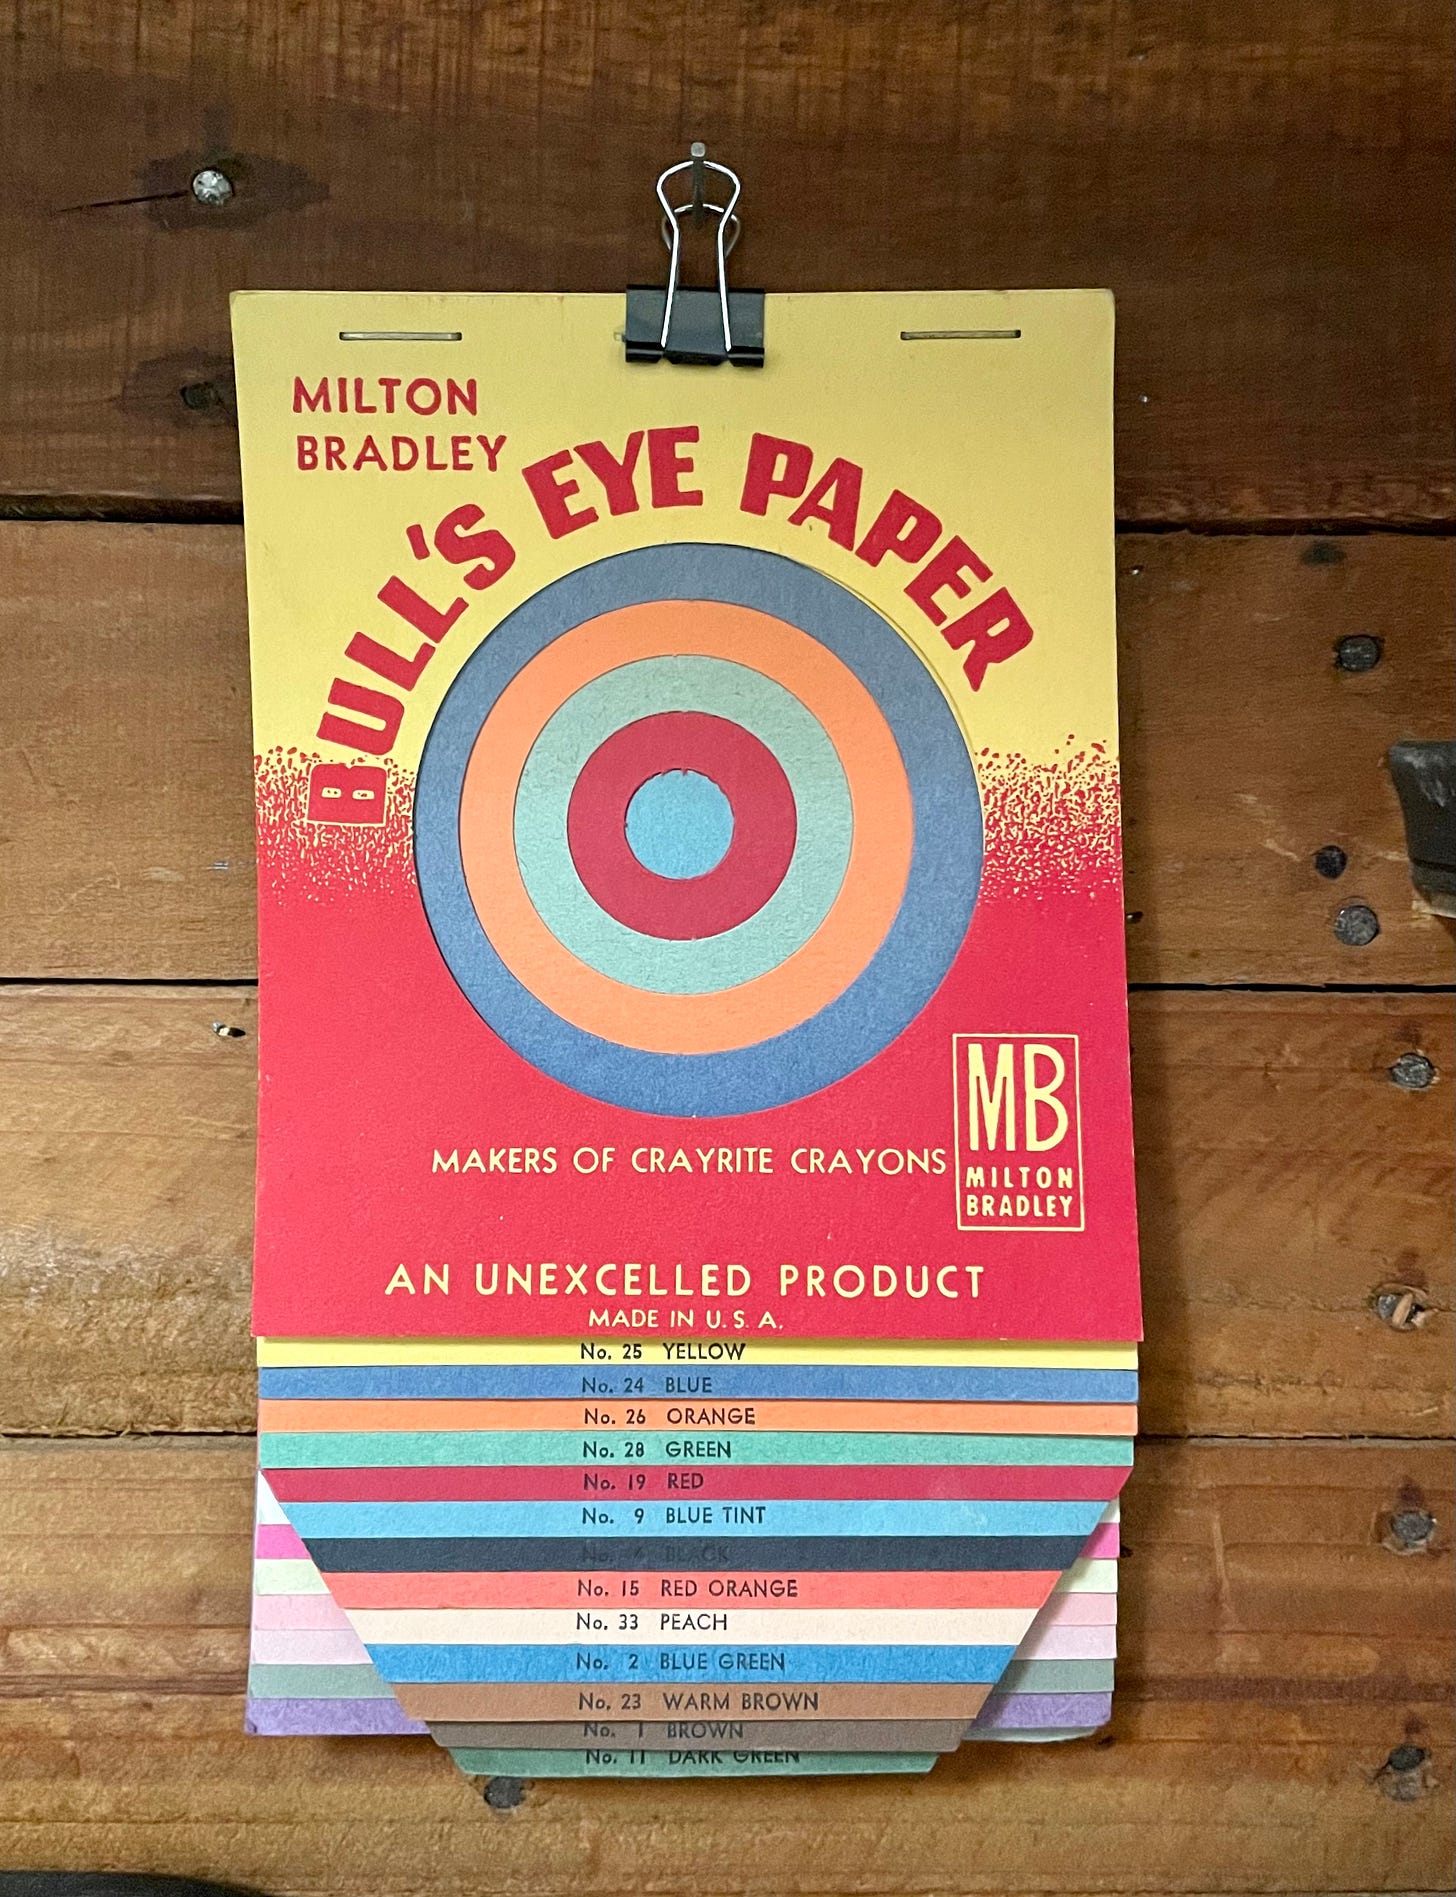 MILTON
BRADLEY
BULL'S EYE PAPER
MAKERS OF CRAYRITE CRAYONS
MB
MILTON
BRADLEY
AN UNEXCELLED PRODUCT
MADE IN U. S. A.
No. 25 YELLOW
No. 24 BLUE
No. 26 ORANGE
No. 28 GREEN
No. 19 RED
No. 9 BLUE TINT
No. 4 BLACK
No. 15 RED ORANGE
No. 33 PEACH
No. 2 BLUE GREEN
No. 23 WARM BROWN
No. 1 BROWN
No. 11 DARK GREEN